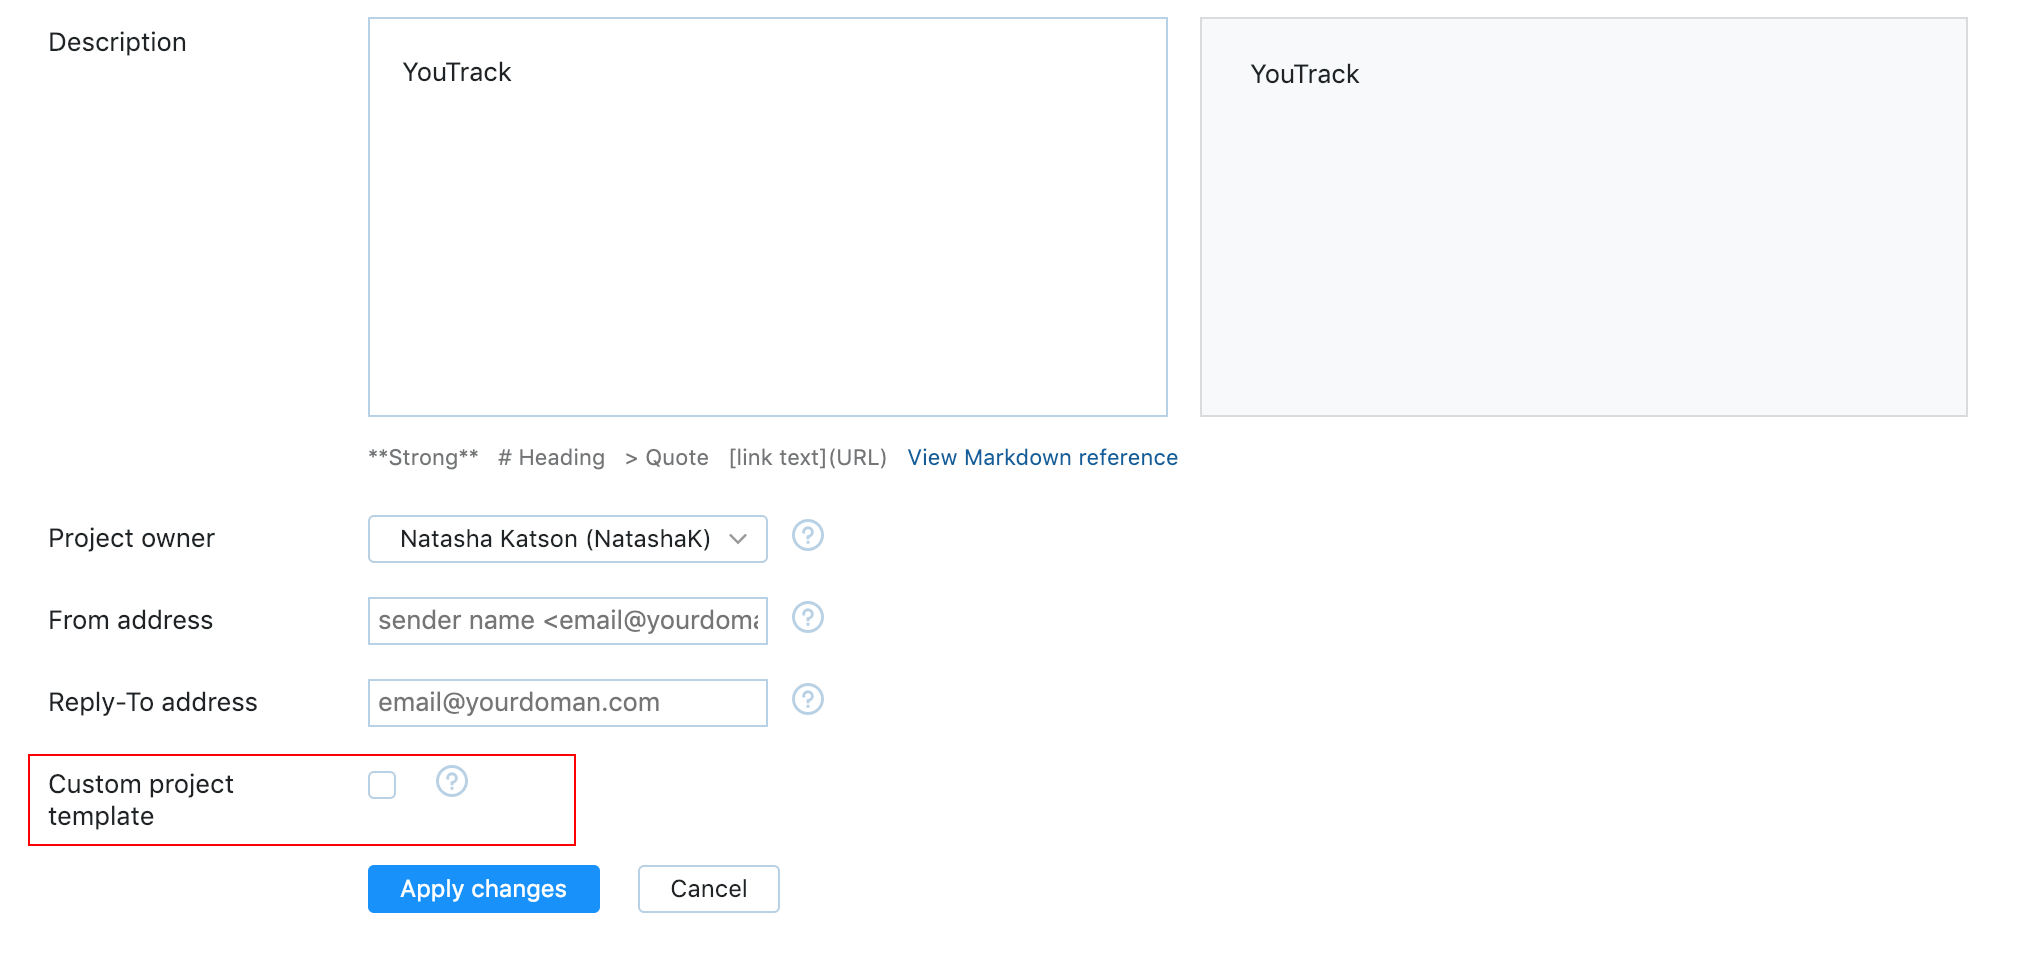 Description
YouTrack
YouTrack
**Strong** # Heading > Quote [link text](URL) View Markdown reference
Project owner
Natasha Katson (NatashaK)
From address
sender name <email@yourdoma
Reply-To address
email@yourdoman.com
Custom project
template
Apply changes
Cancel